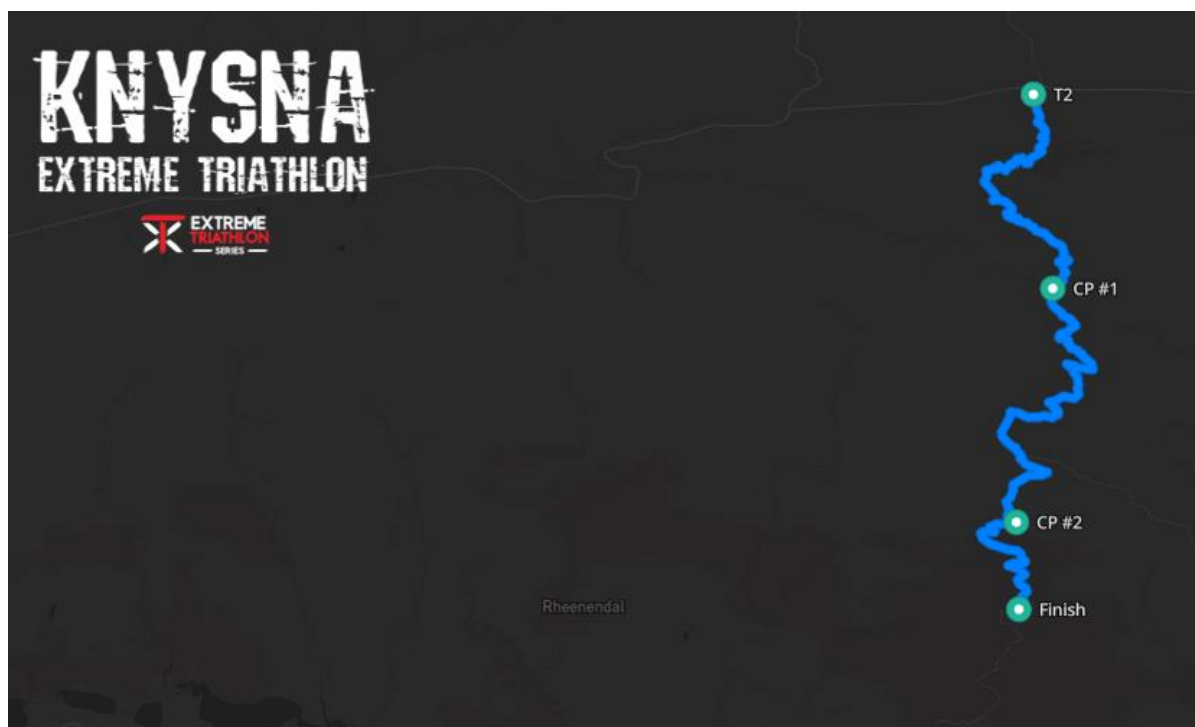 KNYSNA
EXTREME TRIATHLON
EXTREME
TRIATHLON
SERIES
T2
CP #1
CP #2
Rheenendal
Finish